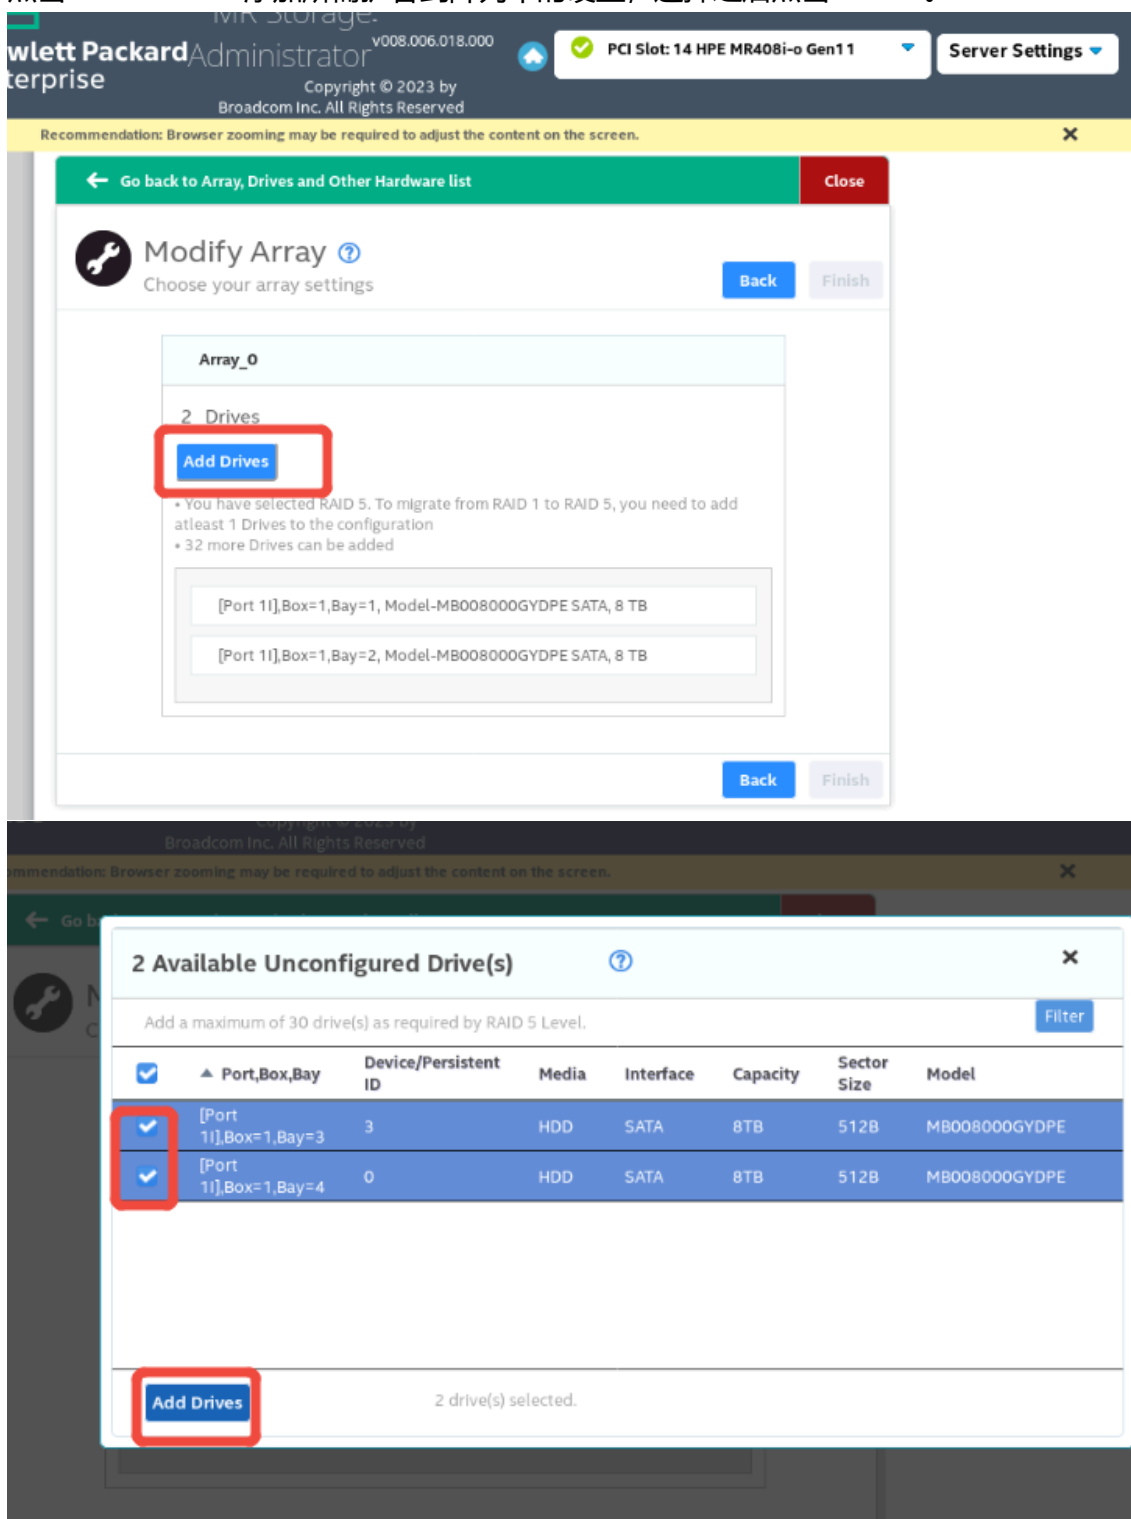 MR Storage
wlett Packard Administrator v008.006.018.000
terprise
Copyright © 2023 by
Broadcom Inc. All Rights Reserved
PCI Slot: 14 HPE MR408i-o Gen11
Server Settings
Recommendation: Browser zooming may be required to adjust the content on the screen.
Go back to Array, Drives and Other Hardware list
Close
Modify Array
Choose your array settings
Back
Finish
Array_0
2 Drives
Add Drives
• You have selected RAID 5. To migrate from RAID 1 to RAID 5, you need to add
atleast 1 Drives to the configuration
• 32 more Drives can be added
[Port 1I],Box=1,Bay=1, Model-MB008000GYDPE SATA, 8 TB
[Port 1I],Box=1,Bay=2, Model-MB008000GYDPE SATA, 8 TB
Back
Finish
Copyright © 2023 by
Broadcom Inc. All Rights Reserved
ommendation: Browser zooming may be required to adjust the content on the screen.
Go b
2 Available Unconfigured Drive(s)
Add a maximum of 30 drive(s) as required by RAID 5 Level.
Filter
Port,Box,Bay Device/Persistent ID Media Interface Capacity Sector Size Model
[Port 1I],Box=1,Bay=3 3 HDD SATA 8TB 512B MB008000GYDPE
[Port 1I],Box=1,Bay=4 0 HDD SATA 8TB 512B MB008000GYDPE
Add Drives
2 drive(s) selected.